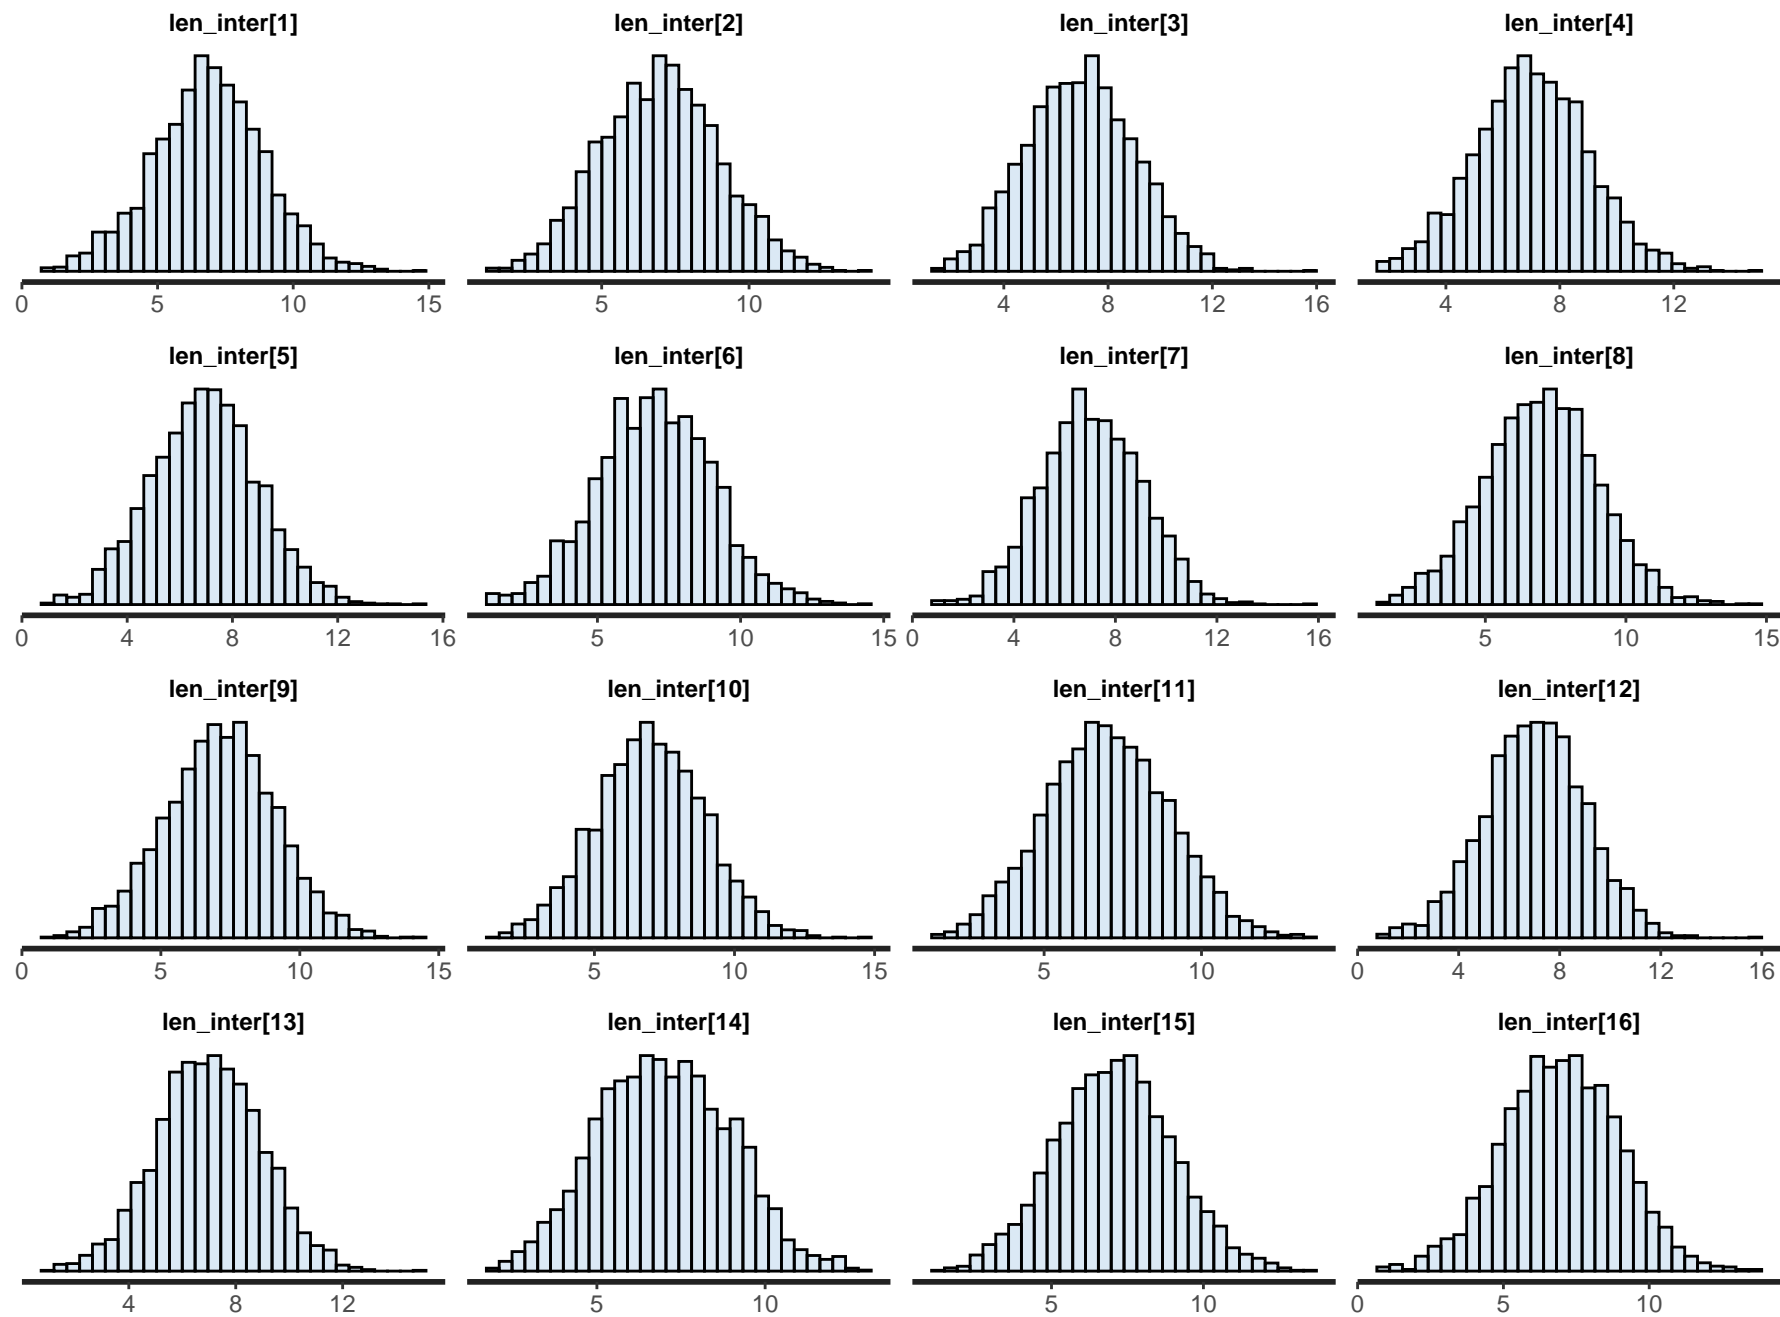 len_inter[1] len_inter[2] len_inter[3] len_inter[4]
0 5 10 15 5 10 4 8 12 16 4 8 12
len_inter[5] len_inter[6] len_inter[7] len_inter[8]
0 4 8 12 16 5 10 15 0 4 8 12 16 5 10 15
len_inter[9] len_inter[10] len_inter[11] len_inter[12]
0 5 10 15 5 10 15 5 10 0 4 8 12 16
len_inter[13] len_inter[14] len_inter[15] len_inter[16]
4 8 12 5 10 5 10 0 5 10